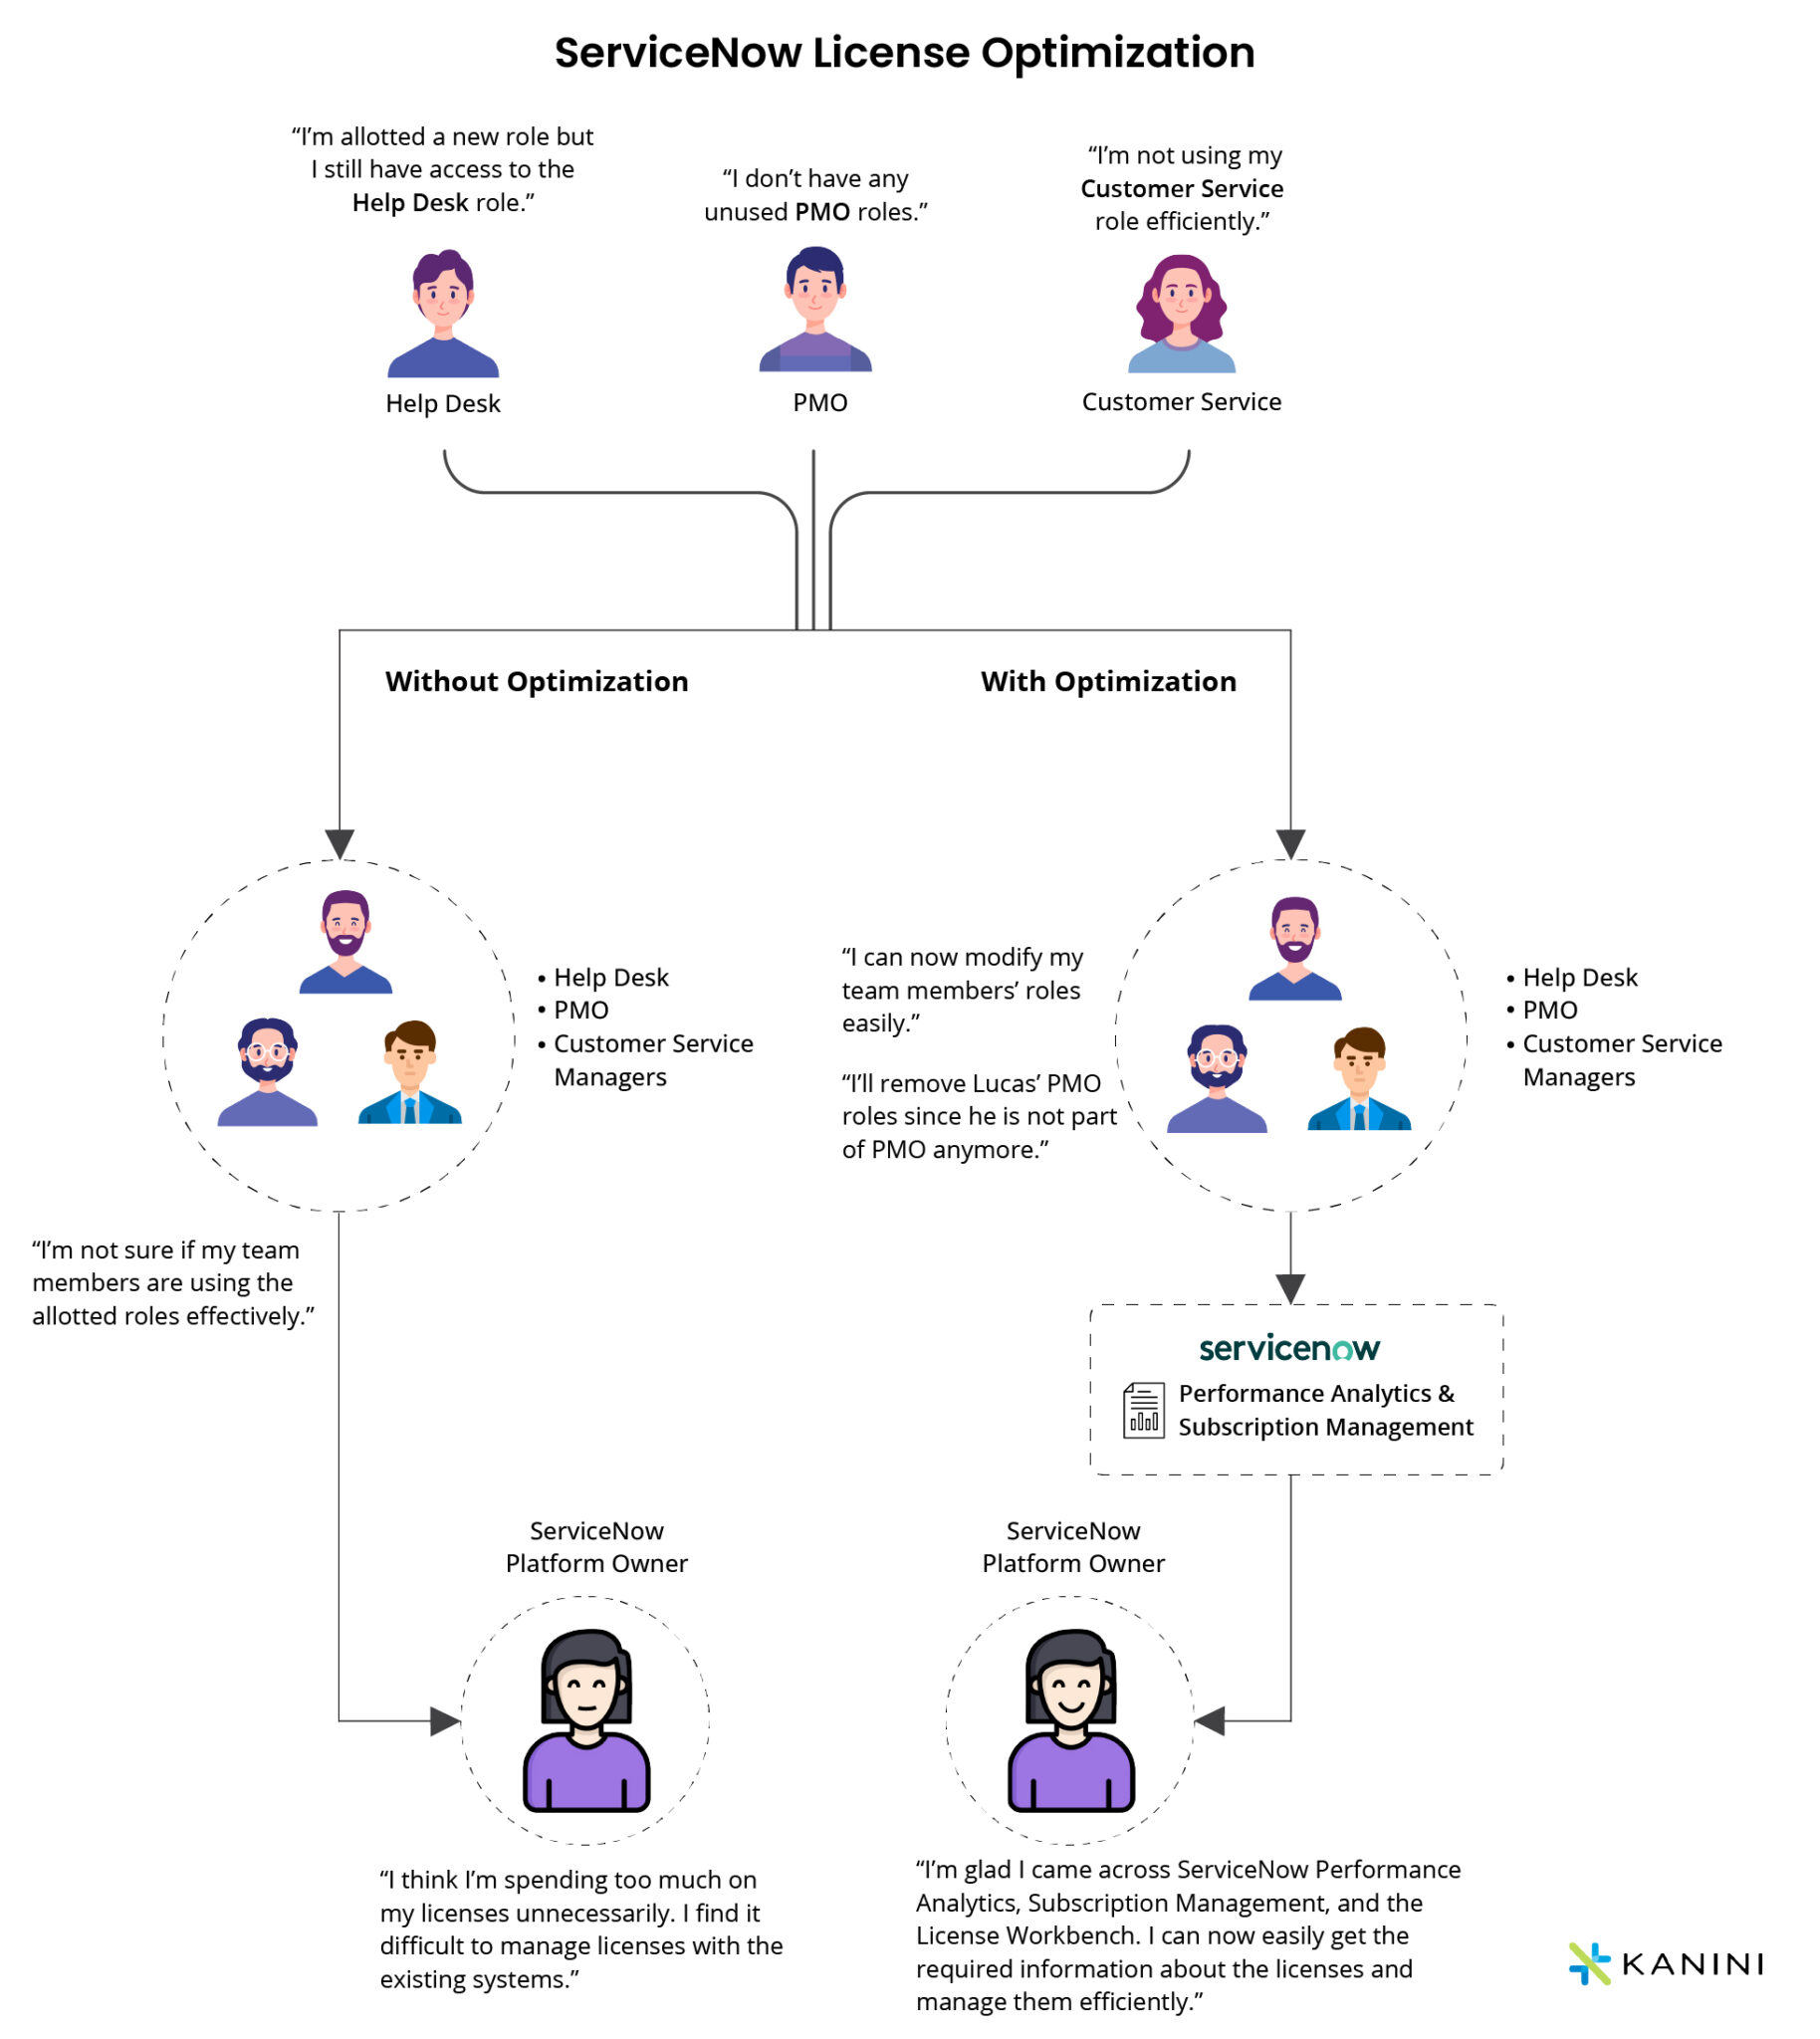 ServiceNow License Optimization
“I’m allotted a new role but
I still have access to the
Help Desk role.”
“I don’t have any
unused PMO roles.”
“I’m not using my
Customer Service
role efficiently.”
Help Desk
PMO
Customer Service
Without Optimization
With Optimization
• Help Desk
• PMO
• Customer Service
Managers
“I can now modify my
team members’ roles
easily.”
“I’ll remove Lucas’ PMO
roles since he is not part
of PMO anymore.”
• Help Desk
• PMO
• Customer Service
Managers
“I’m not sure if my team
members are using the
allotted roles effectively.”
servicenow
Performance Analytics &
Subscription Management
ServiceNow
Platform Owner
ServiceNow
Platform Owner
“I think I’m spending too much on
my licenses unnecessarily. I find it
difficult to manage licenses with the
existing systems.”
“I’m glad I came across ServiceNow Performance
Analytics, Subscription Management, and the
License Workbench. I can now easily get the
required information about the licenses and
manage them efficiently.”
KANINI